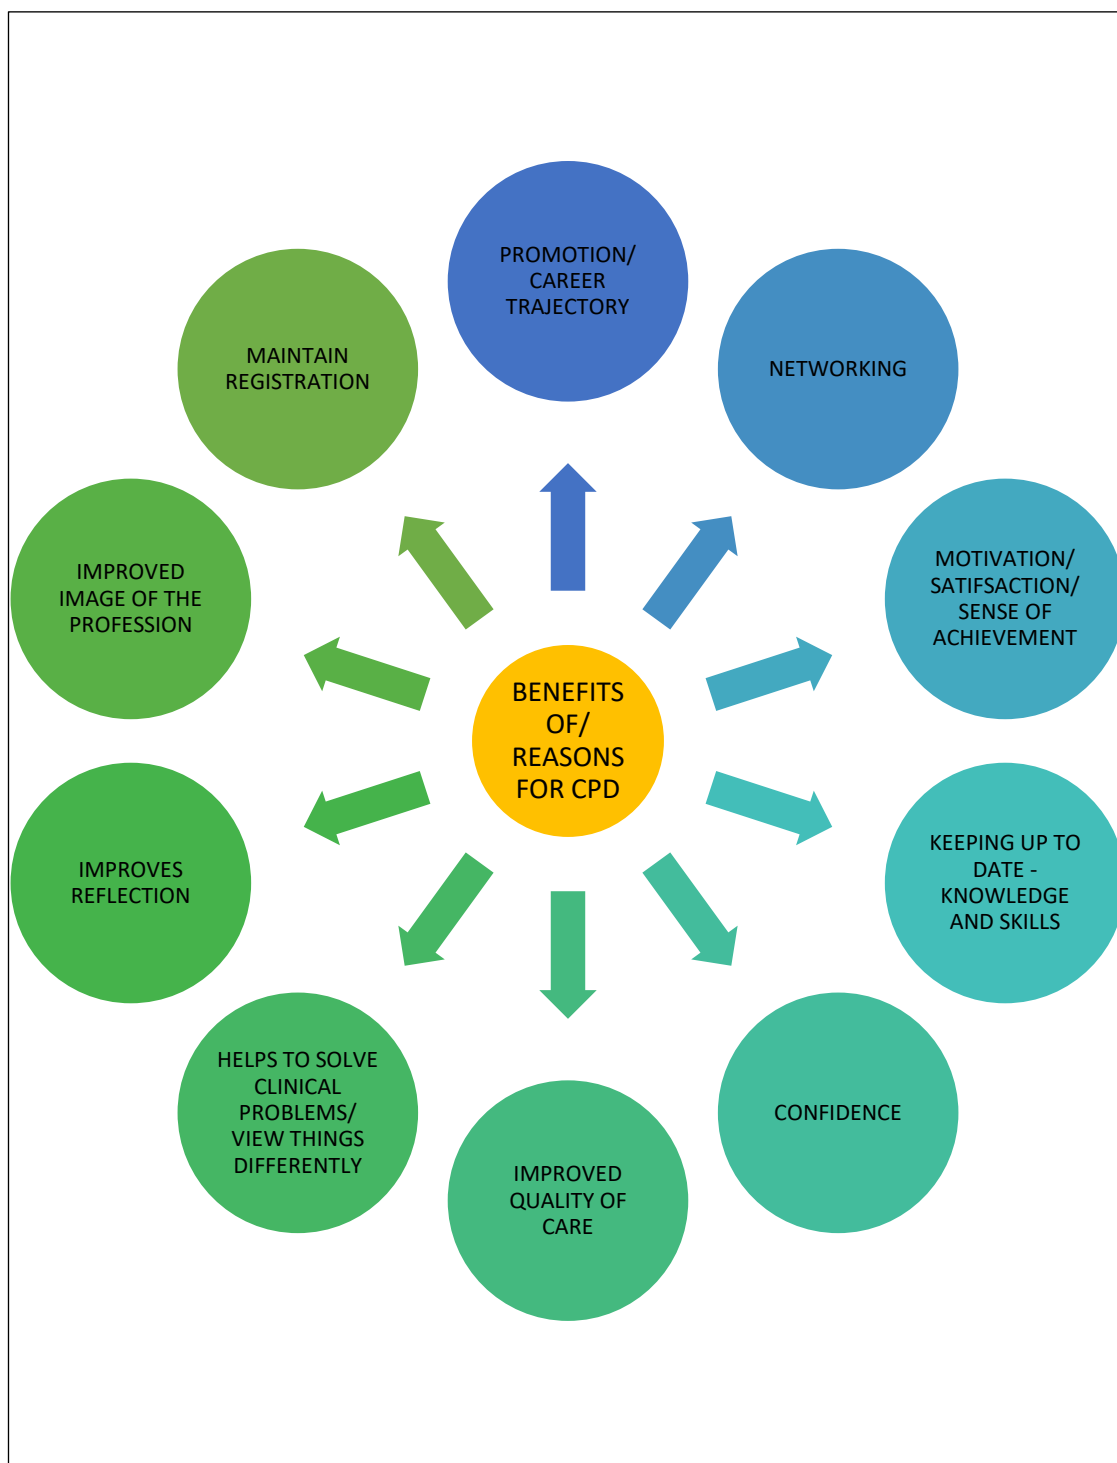 PROMOTION/
CAREER
TRAJECTORY
NETWORKING
MOTIVATION/
SATIFSACTION/
SENSE OF
ACHIEVEMENT
KEEPING UP TO
DATE -
KNOWLEDGE
AND SKILLS
CONFIDENCE
IMPROVED
QUALITY OF
CARE
HELPS TO SOLVE
CLINICAL
PROBLEMS/
VIEW THINGS
DIFFERENTLY
IMPROVES
REFLECTION
IMPROVED
IMAGE OF THE
PROFESSION
MAINTAIN
REGISTRATION
BENEFITS
OF/
REASONS
FOR CPD